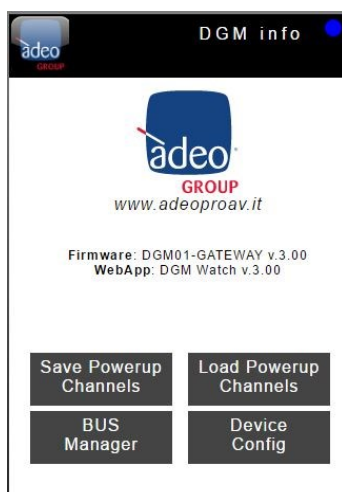 adeo
GROUP
DGM info
adeo
GROUP
www.adeoproav.it
Firmware: DGM01-GATEWAY v.3.00
WebApp: DGM Watch v.3.00
Save Powerup
Channels
Load Powerup
Channels
BUS
Manager
Device
Config